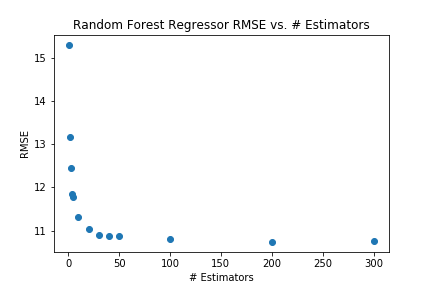 Random Forest Regressor RMSE vs. # Estimators
15
14
13
12
11
RMSE
0 50 100 150 200 250 300
# Estimators